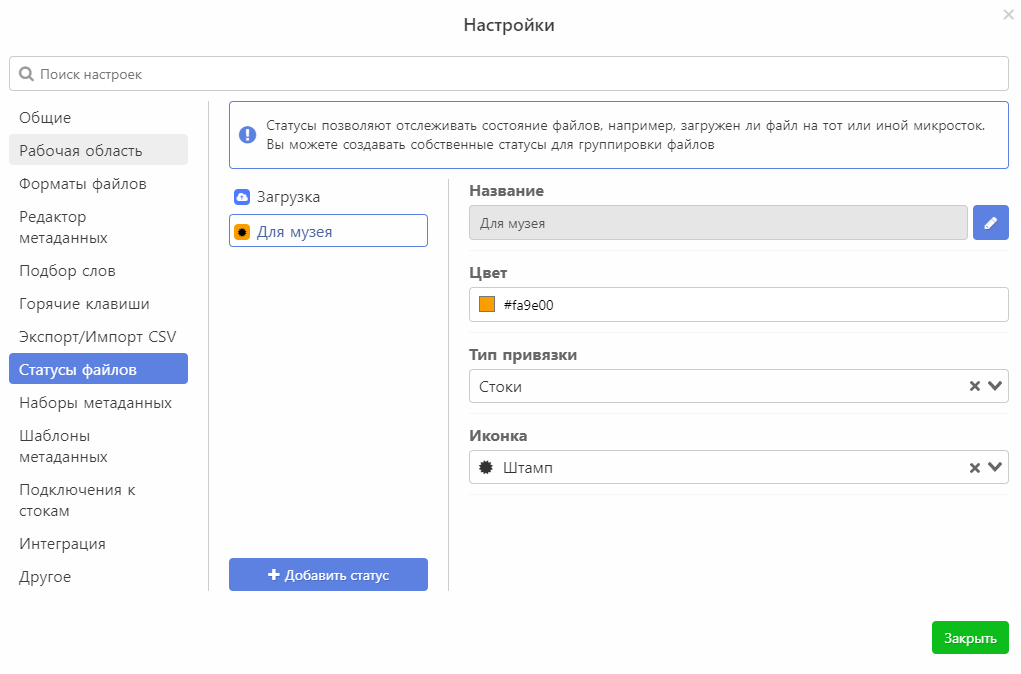 Настройки
Поиск настроек
Общие
Рабочая область
Форматы файлов
Редактор
метаданных
Подбор слов
Горячие клавиши
Экспорт/Импорт CSV
Статусы файлов
Наборы метаданных
Шаблоны
метаданных
Подключения к
стокам
Интеграция
Другое
Статусы позволяют отслеживать состояние файлов, например, загружен ли файл на тот или иной микросток.
Вы можете создавать собственные статусы для группировки файлов
Загрузка
Для музея
Добавить статус
Название
Для музея
Цвет
#fa9e00
Тип привязки
Стоки
Иконка
Штамп
Закрыть